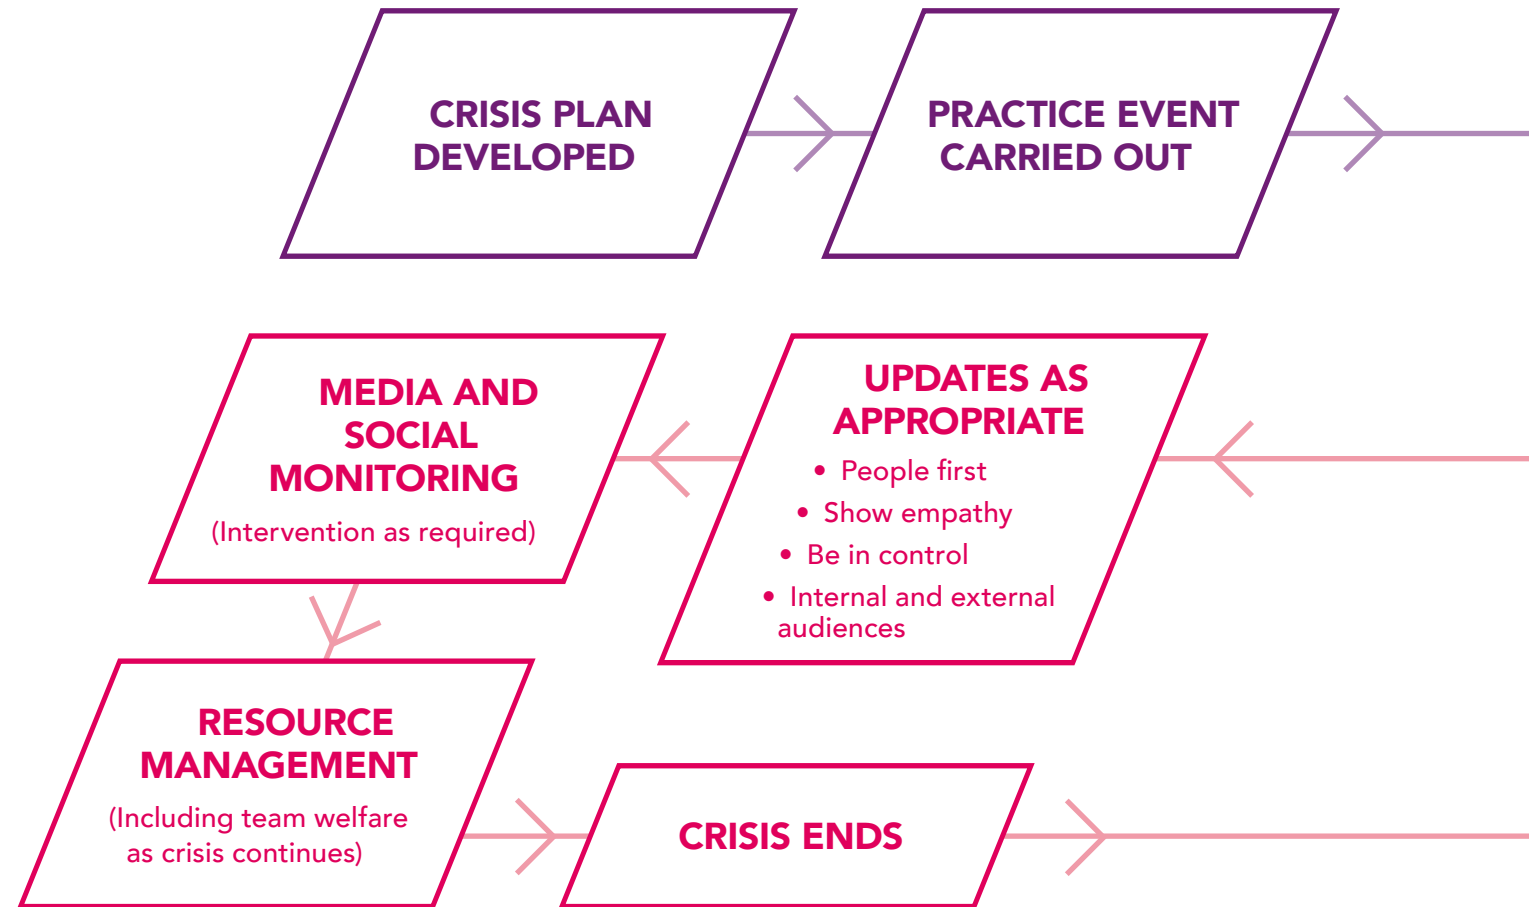 CRISIS PLAN
DEVELOPED
PRACTICE EVENT
CARRIED OUT
MEDIA AND
SOCIAL
MONITORING
(Intervention as required)
UPDATES AS
APPROPRIATE
• People first
• Show empathy
• Be in control
• Internal and external
audiences
RESOURCE
MANAGEMENT
(Including team welfare
as crisis continues)
CRISIS ENDS